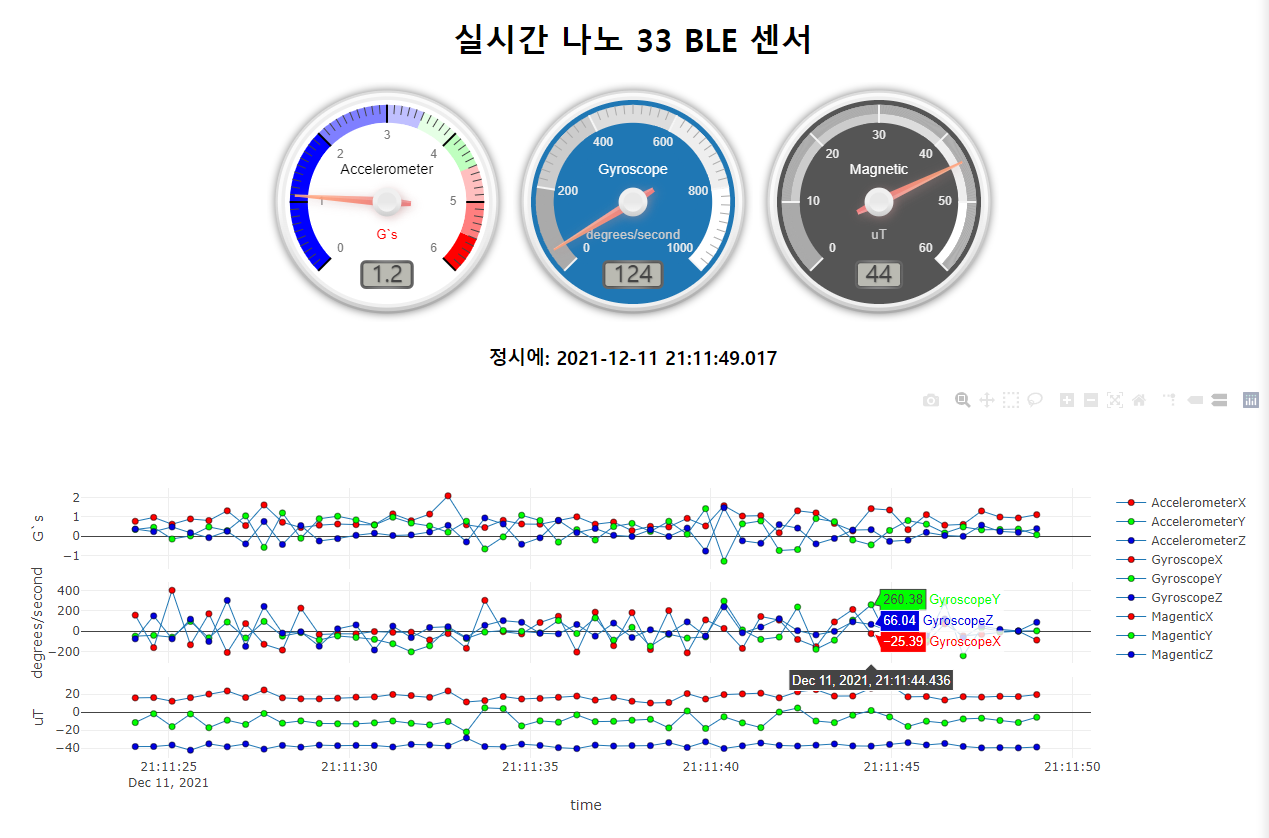 실시간 나노 33 BLE 센서
0 1 2 3 4 5 6
Accelerometer
G`s
1.2
0 200 400 600 800 1000
Gyroscope
degrees/second
124
0 10 20 30 40 50 60
Magnetic
uT
44
정시에: 2021-12-11 21:11:49.017
G`s
2
1
0
−1
degrees/second
400
200
0
−200
uT
20
0
−20
−40
260.38 GyroscopeY
66.04 GyroscopeZ
−25.39 GyroscopeX
Dec 11, 2021, 21:11:44.436
AccelerometerX
AccelerometerY
AccelerometerZ
GyroscopeX
GyroscopeY
GyroscopeZ
MagenticX
MagenticY
MagenticZ
21:11:25 21:11:30 21:11:35 21:11:40 21:11:45 21:11:50
Dec 11, 2021
time